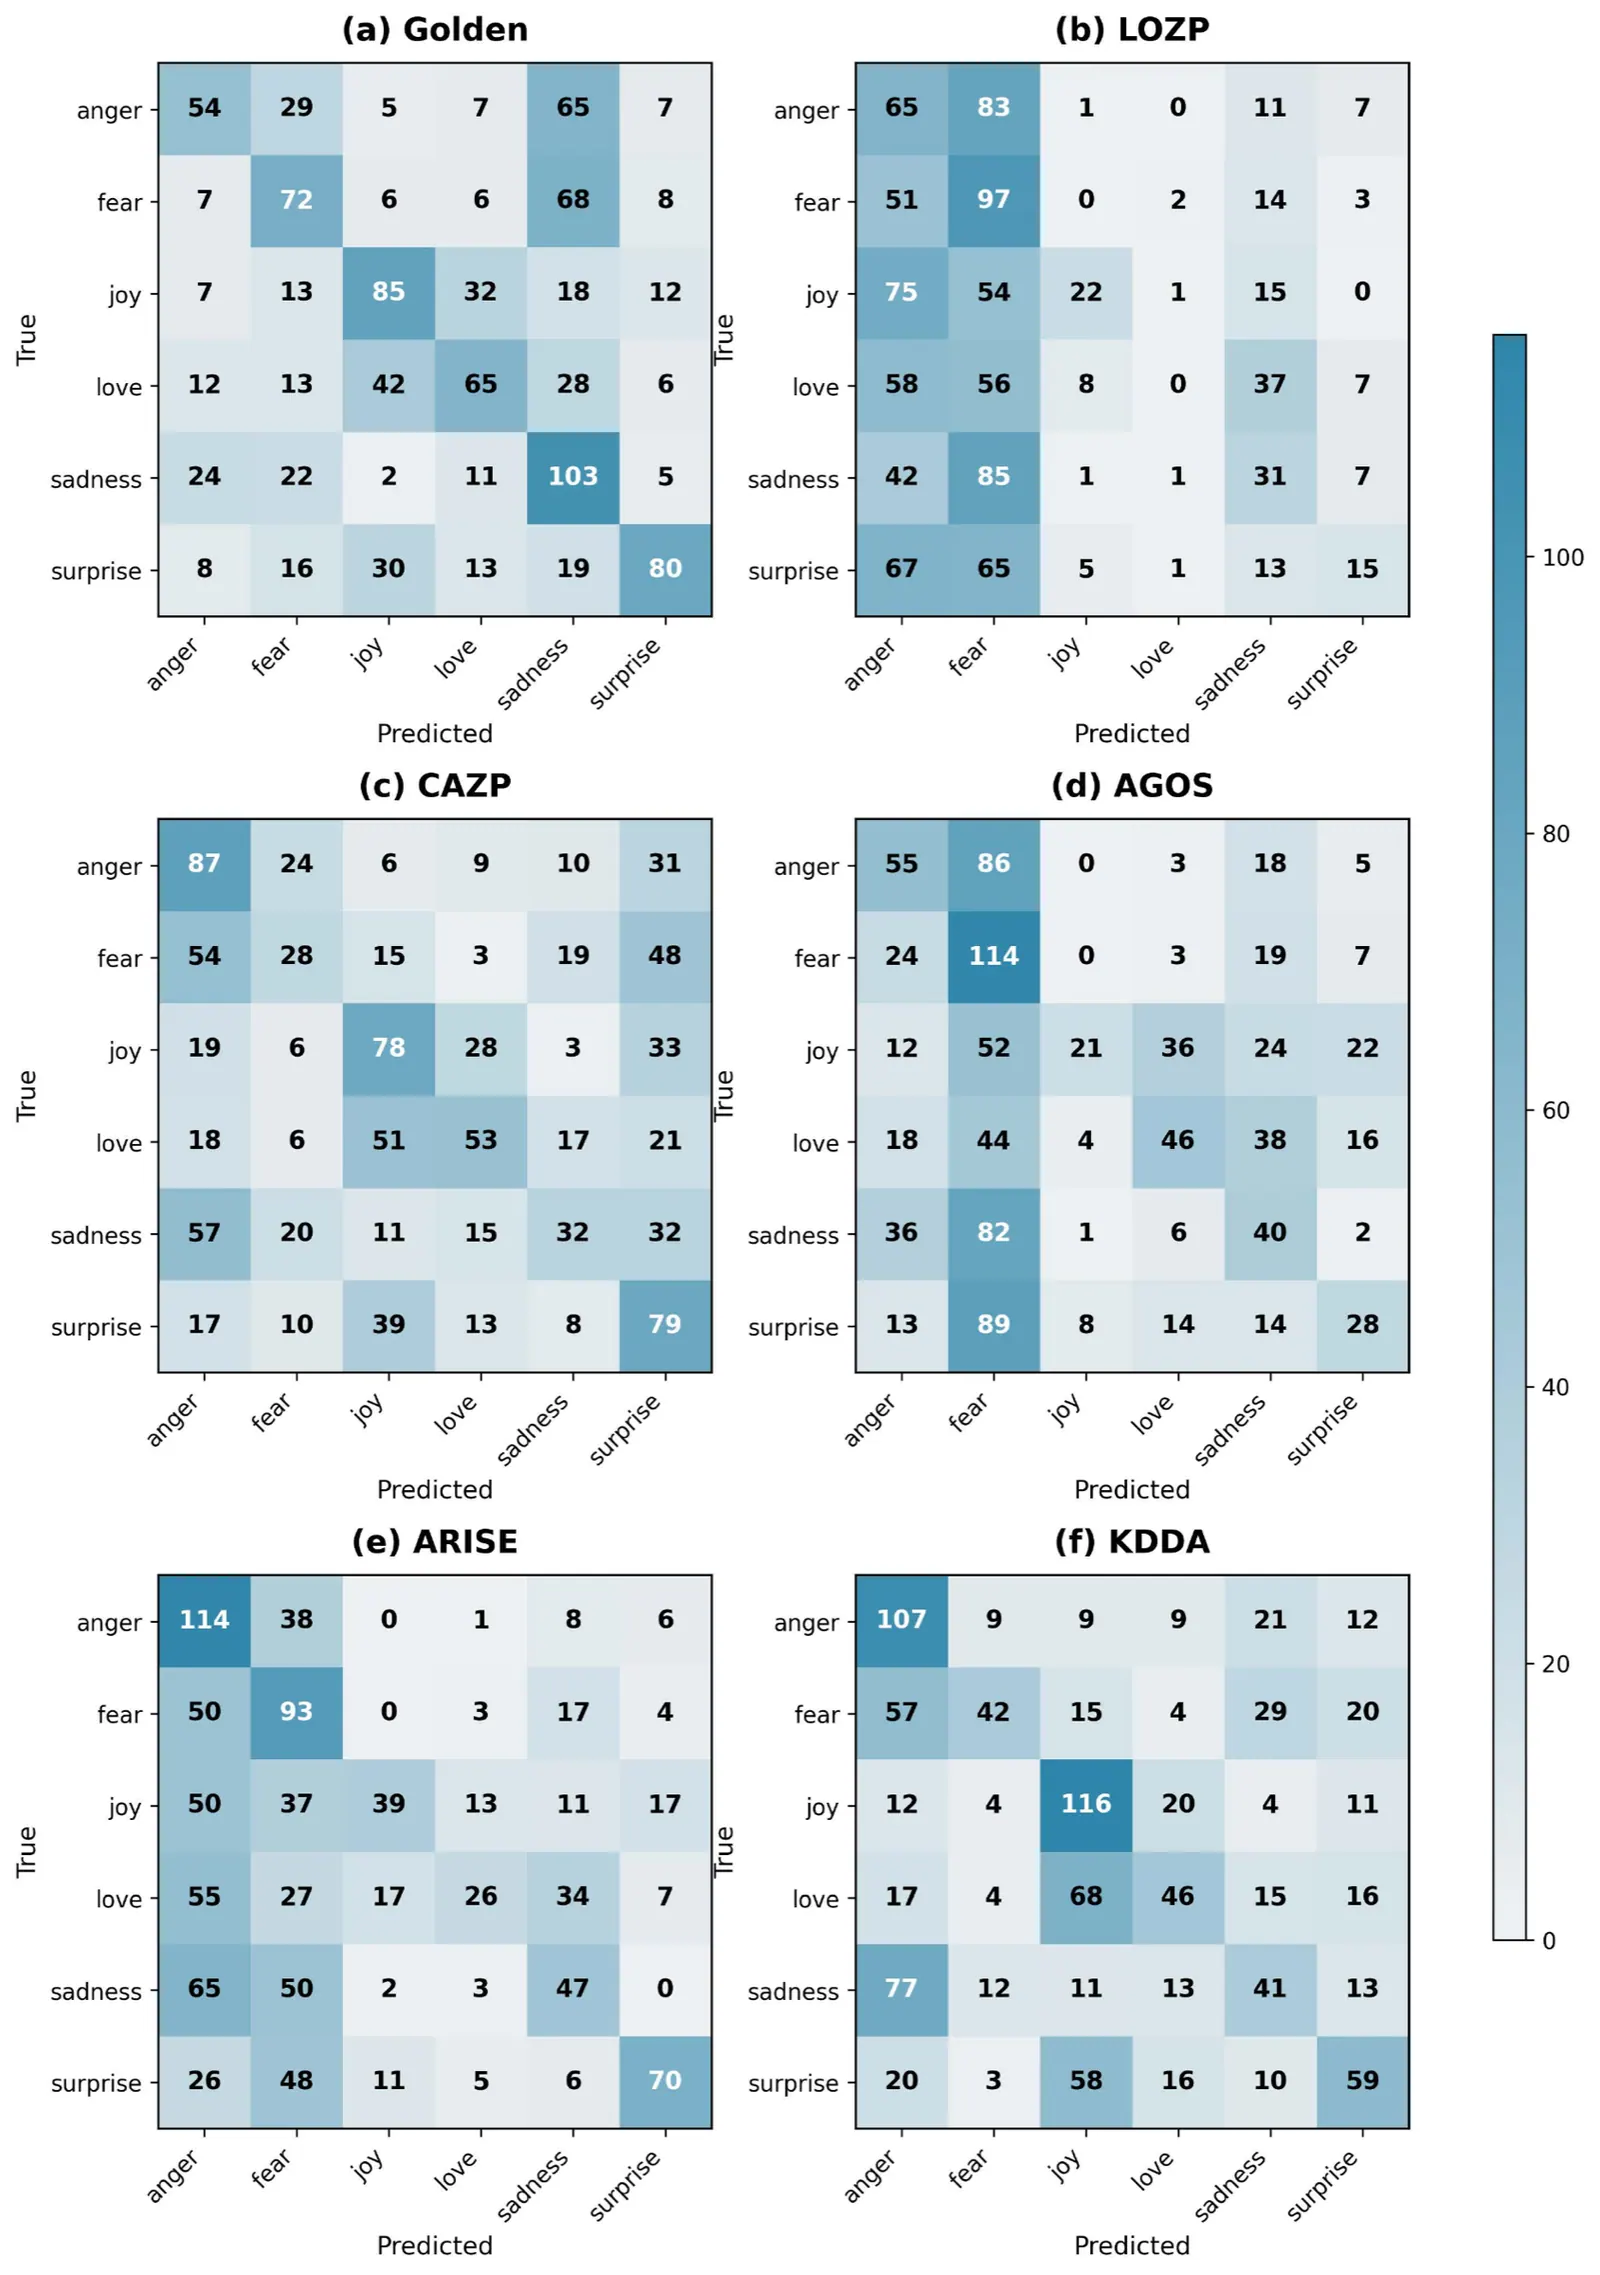 (a) Golden
True
anger 54 29 5 7 65 7
fear 7 72 6 6 68 8
joy 7 13 85 32 18 12
love 12 13 42 65 28 6
sadness 24 22 2 11 103 5
surprise 8 16 30 13 19 80
anger fear joy love sadness surprise
Predicted
(b) LOZP
True
anger 65 83 1 0 11 7
fear 51 97 0 2 14 3
joy 75 54 22 1 15 0
love 58 56 8 0 37 7
sadness 42 85 1 1 31 7
surprise 67 65 5 1 13 15
anger fear joy love sadness surprise
Predicted
(c) CAZP
True
anger 87 24 6 9 10 31
fear 54 28 15 3 19 48
joy 19 6 78 28 3 33
love 18 6 51 53 17 21
sadness 57 20 11 15 32 32
surprise 17 10 39 13 8 79
anger fear joy love sadness surprise
Predicted
(d) AGOS
True
anger 55 86 0 3 18 5
fear 24 114 0 3 19 7
joy 12 52 21 36 24 22
love 18 44 4 46 38 16
sadness 36 82 1 6 40 2
surprise 13 89 8 14 14 28
anger fear joy love sadness surprise
Predicted
(e) ARISE
True
anger 114 38 0 1 8 6
fear 50 93 0 3 17 4
joy 50 37 39 13 11 17
love 55 27 17 26 34 7
sadness 65 50 2 3 47 0
surprise 26 48 11 5 6 70
anger fear joy love sadness surprise
Predicted
(f) KDDA
True
anger 107 9 9 9 21 12
fear 57 42 15 4 29 20
joy 12 4 116 20 4 11
love 17 4 68 46 15 16
sadness 77 12 11 13 41 13
surprise 20 3 58 16 10 59
anger fear joy love sadness surprise
Predicted
100
80
60
40
20
0